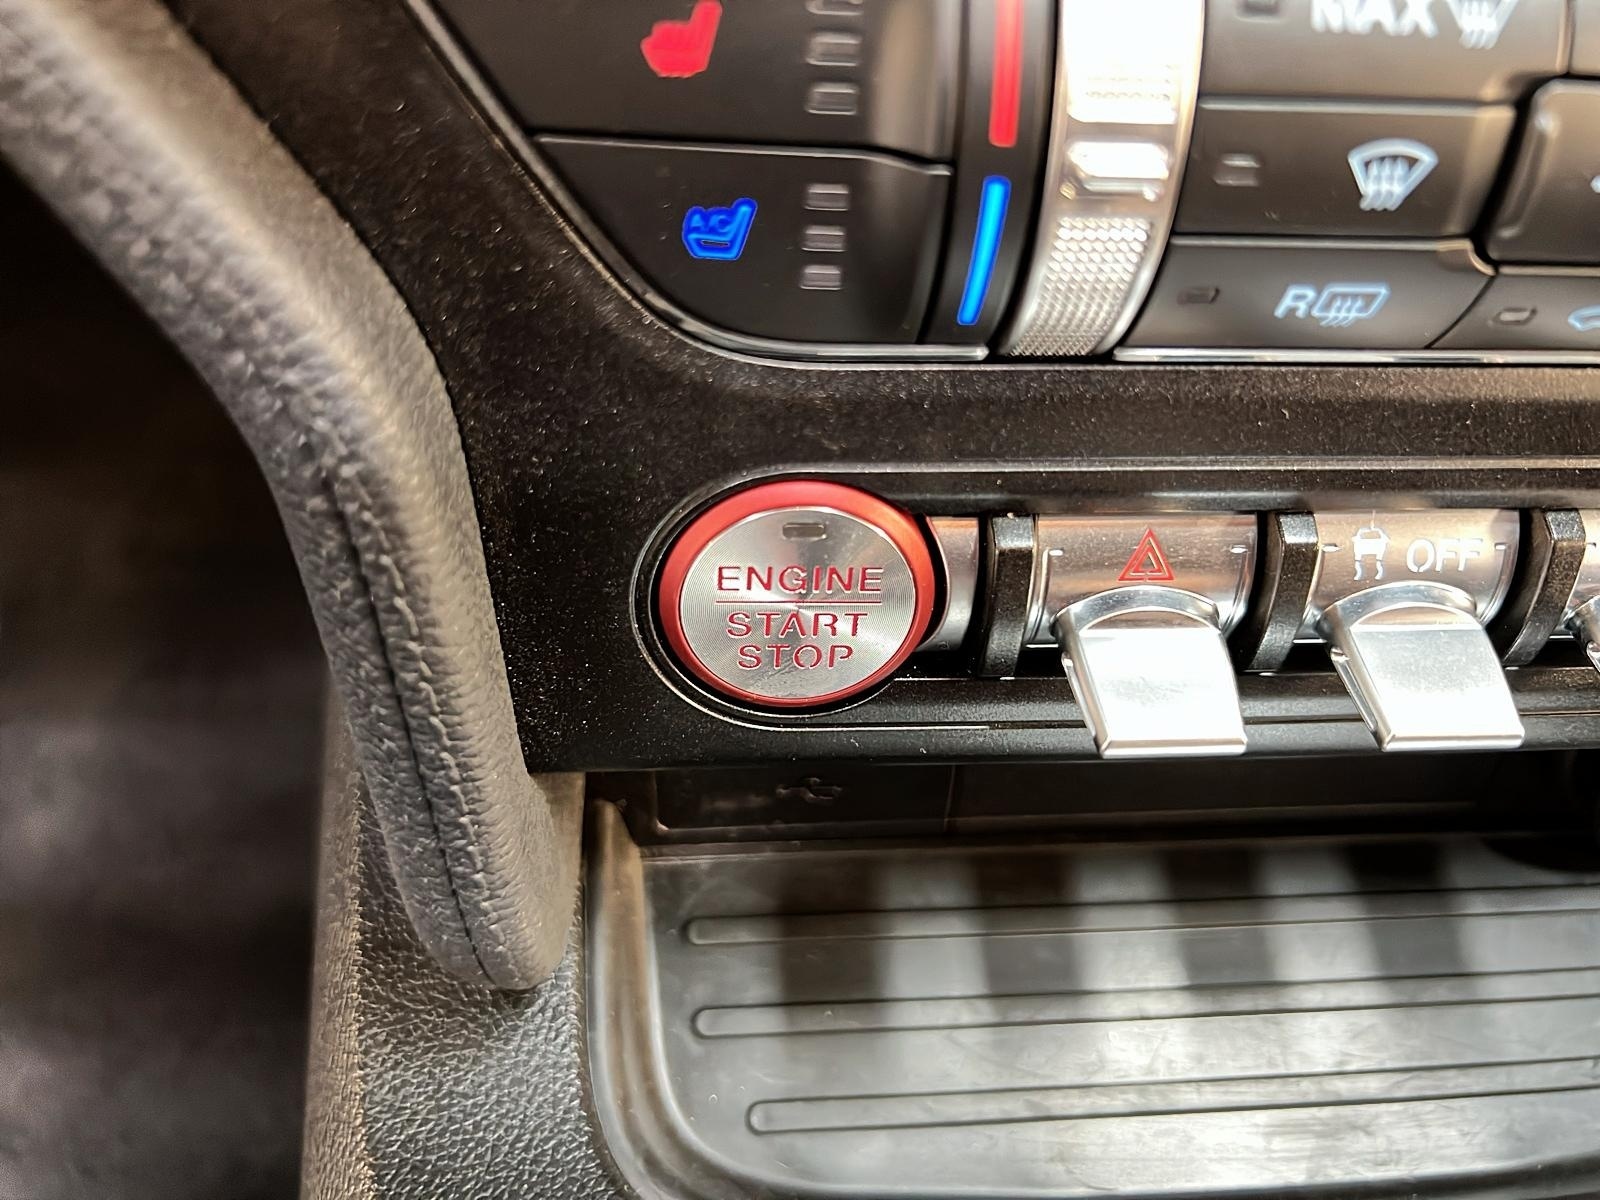 MAX
A/C
R
ENGINE
START
STOP
OFF